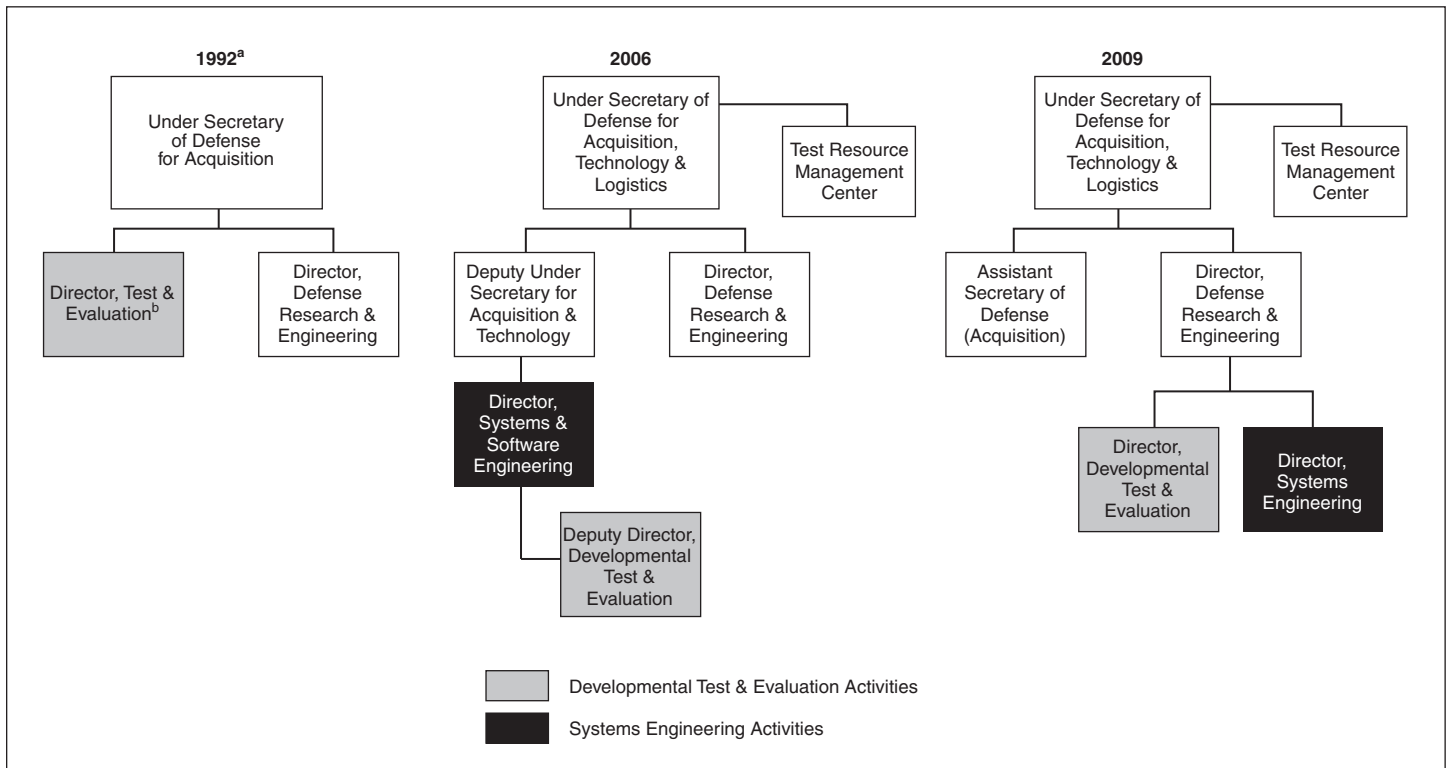 1992a
Under Secretary
of Defense
for Acquisition
Director, Test &
Evaluationb
Director,
Defense
Research &
Engineering
2006
Under Secretary of
Defense for
Acquisition,
Technology &
Logistics
Test Resource
Management
Center
Deputy Under
Secretary for
Acquisition &
Technology
Director,
Defense
Research &
Engineering
Director,
Systems &
Software
Engineering
Deputy Director,
Developmental
Test &
Evaluation
2009
Under Secretary of
Defense for
Acquisition,
Technology &
Logistics
Test Resource
Management
Center
Assistant
Secretary of
Defense
(Acquisition)
Director,
Defense
Research &
Engineering
Director,
Developmental
Test &
Evaluation
Director,
Systems
Engineering
Developmental Test & Evaluation Activities
Systems Engineering Activities